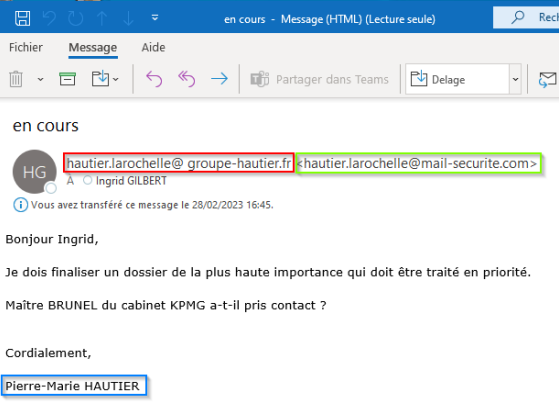 en cours - Message (HTML) (Lecture seule)
Rech
Fichier Message Aide
Partager dans Teams
Delage
en cours
HG
hautier.larochelle@ groupe-hautier.fr <hautier.larochelle@mail-securite.com>
À Ingrid GILBERT
Vous avez transféré ce message le 28/02/2023 16:45.
Bonjour Ingrid,
Je dois finaliser un dossier de la plus haute importance qui doit être traité en priorité.
Maître BRUNEL du cabinet KPMG a-t-il pris contact ?
Cordialement,
Pierre-Marie HAUTIER